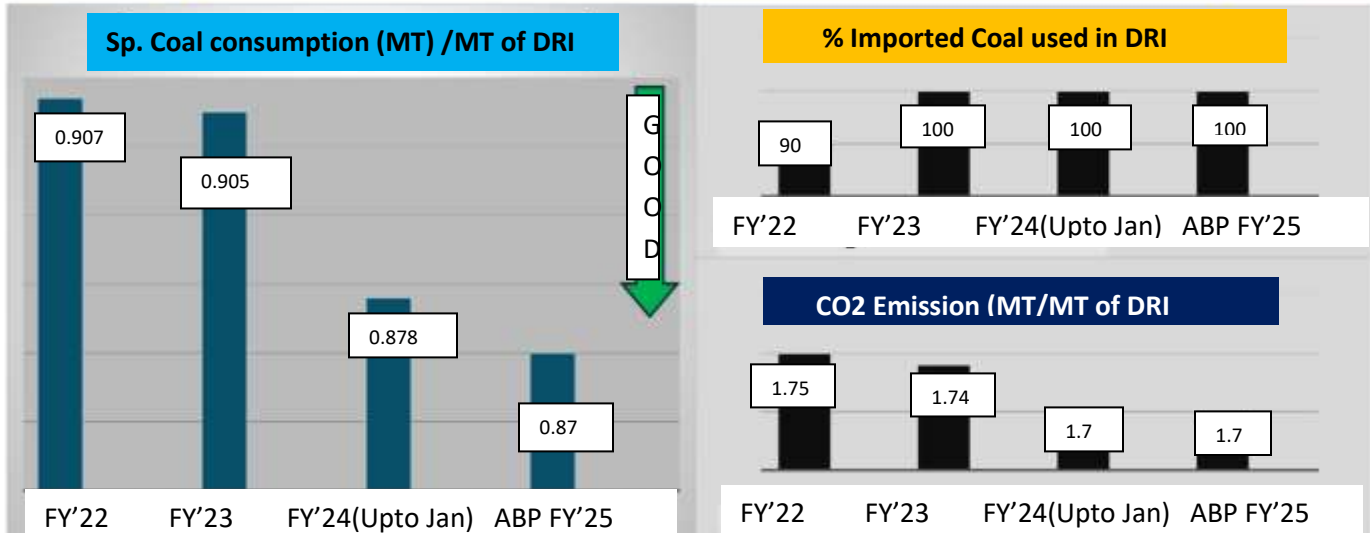 Sp. Coal consumption (MT) /MT of DRI
0.907
0.905
0.878
0.87
G
O
O
D
FY'22 FY'23 FY'24(Upto Jan) ABP FY'25
% Imported Coal used in DRI
90
100
100
100
FY'22 FY'23 FY'24(Upto Jan) ABP FY'25
CO2 Emission (MT/MT of DRI
1.75
1.74
1.7
1.7
FY'22 FY'23 FY'24(Upto Jan) ABP FY'25